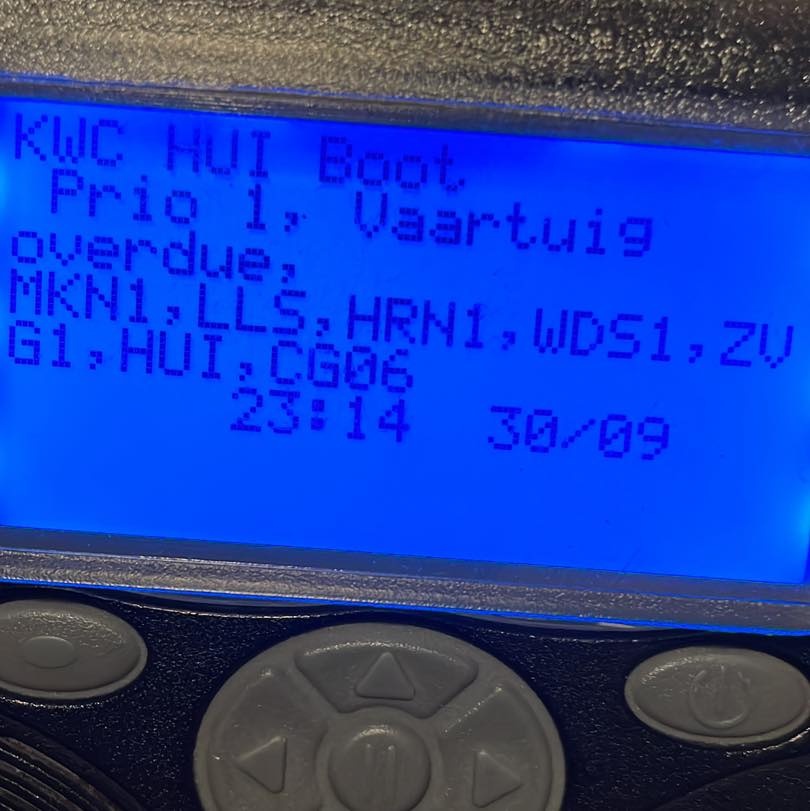 KWC HUI Boot
Prio 1, Vaartuig
overdue,
MKN1,LLS,HRN1,WDS1,ZV
G1,HUI,CG06
23:14 30/09